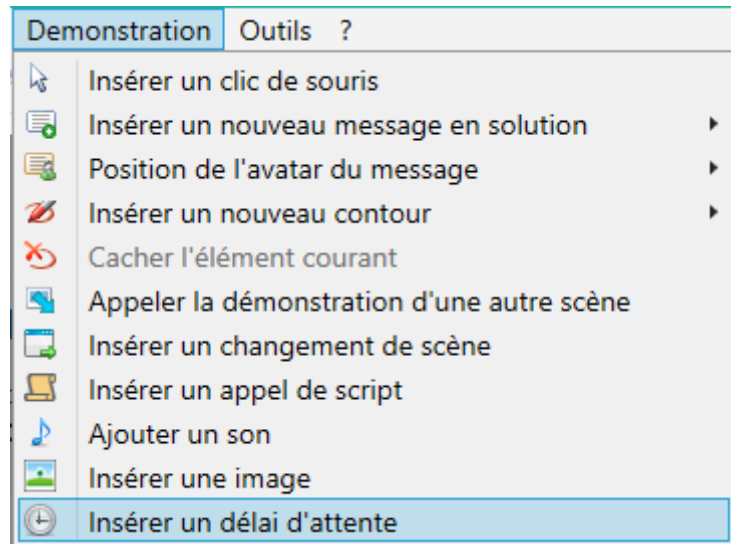 Demonstration Outils ?
Insérer un clic de souris
Insérer un nouveau message en solution
Position de l'avatar du message
Insérer un nouveau contour
Cacher l'élément courant
Appeler la démonstration d'une autre scène
Insérer un changement de scène
Insérer un appel de script
Ajouter un son
Insérer une image
Insérer un délai d'attente